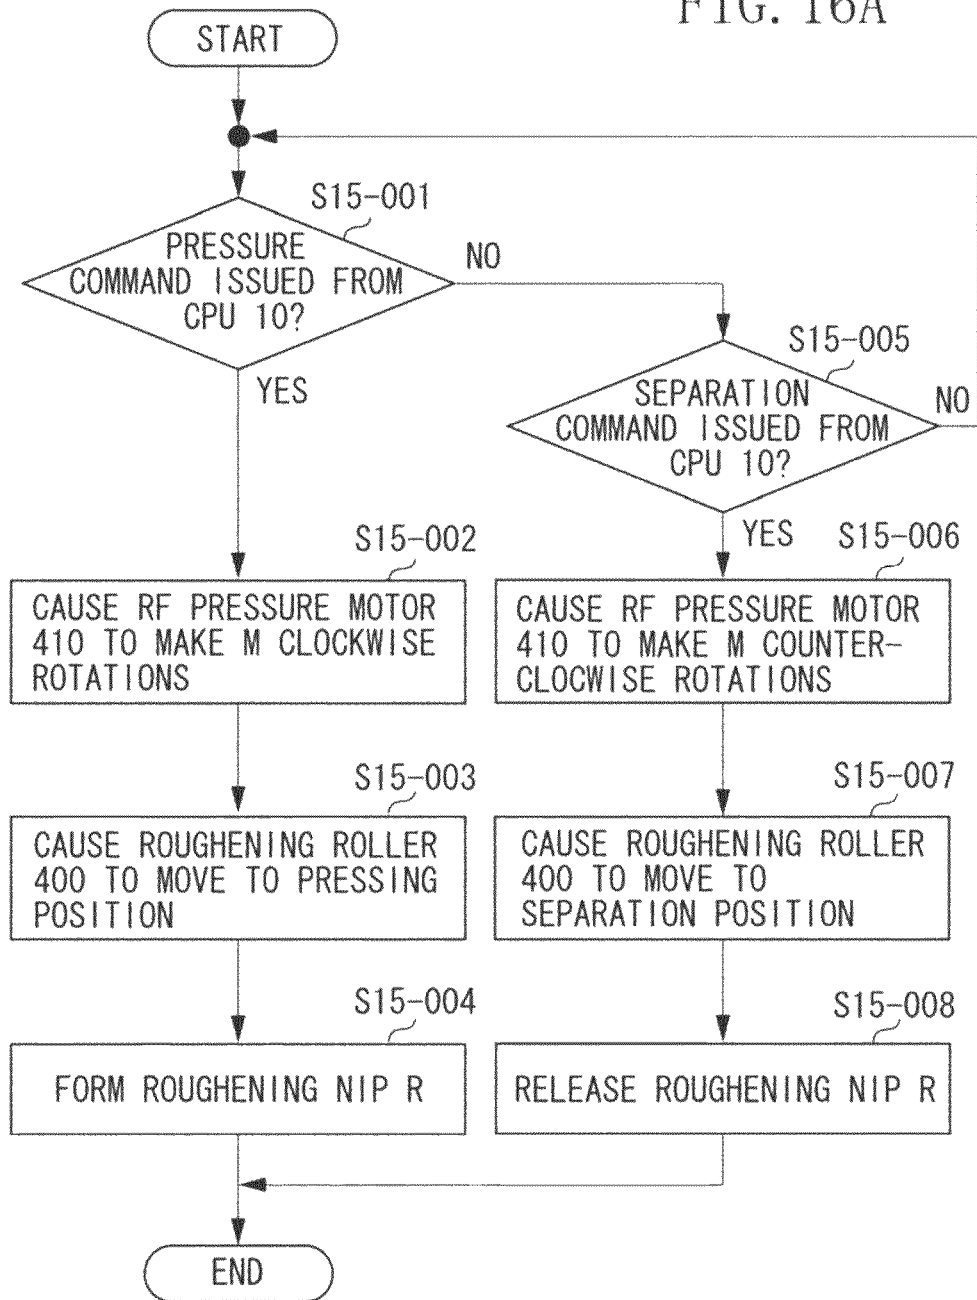 FIG. 16A
START
S15-001
PRESSURE
COMMAND ISSUED FROM
CPU 10?
NO
YES
S15-005
SEPARATION
COMMAND ISSUED FROM
CPU 10?
NO
YES
S15-002
CAUSE RF PRESSURE MOTOR
410 TO MAKE M CLOCKWISE
ROTATIONS
S15-006
CAUSE RF PRESSURE MOTOR
410 TO MAKE M COUNTER-
CLOCWISE ROTATIONS
S15-003
CAUSE ROUGHENING ROLLER
400 TO MOVE TO PRESSING
POSITION
S15-007
CAUSE ROUGHENING ROLLER
400 TO MOVE TO
SEPARATION POSITION
S15-004
FORM ROUGHENING NIP R
S15-008
RELEASE ROUGHENING NIP R
END